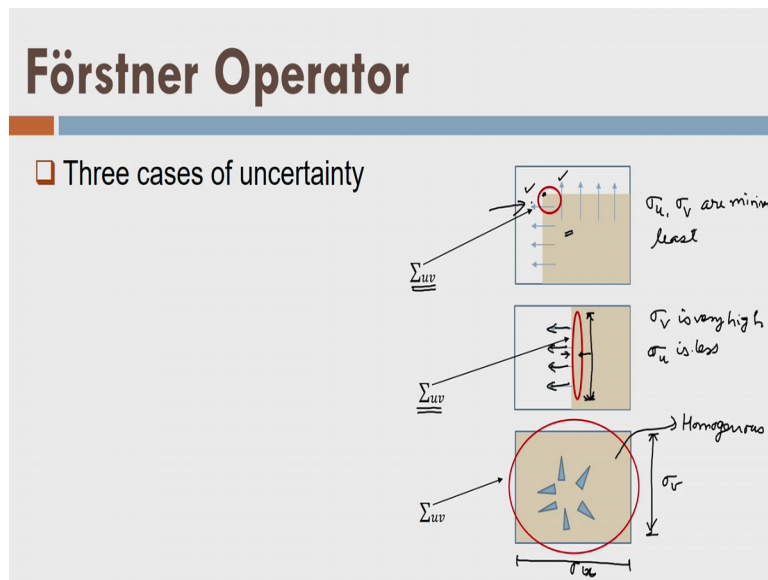 Förstner Operator
Three cases of uncertainty
σu, σv are minim
least
Σuv
σv is very high
σu is less
Σuv
Homogenous
σv
Σuv
σu